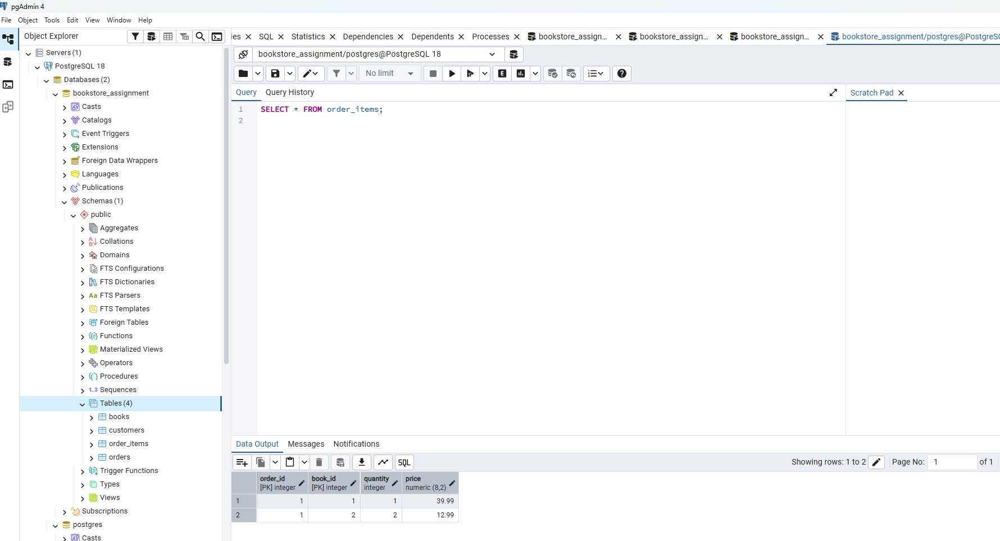 pgAdmin 4
File Object Tools Edit View Window Help
Object Explorer
ies SQL Statistics Dependencies Dependents Processes bookstore_assign... bookstore_assign... bookstore_assign... bookstore_assignment/postgres@PostgreSQ
Servers (1)
bookstore_assignment/postgres@PostgreSQL 18
PostgreSQL 18
Databases (2)
No limit
E
bookstore_assignment
Query Query History
Scratch Pad
Casts
1 SELECT * FROM order_items;
Catalogs
2
Event Triggers
Extensions
Foreign Data Wrappers
Languages
Publications
Schemas (1)
public
Aggregates
Collations
Domains
FTS Configurations
FTS Dictionaries
Aa FTS Parsers
FTS Templates
Foreign Tables
Functions
Materialized Views
Operators
Procedures
1..3 Sequences
Tables (4)
books
customers
order_items
orders
Trigger Functions
Types
Views
Subscriptions
postgres
Casts
Data Output Messages Notifications
SQL
Showing rows: 1 to 2 Page No: 1 of 1
order_id book_id quantity price
[PK] integer [PK] integer integer numeric (8,2)
1 1 1 1 39.99
2 1 2 2 12.99